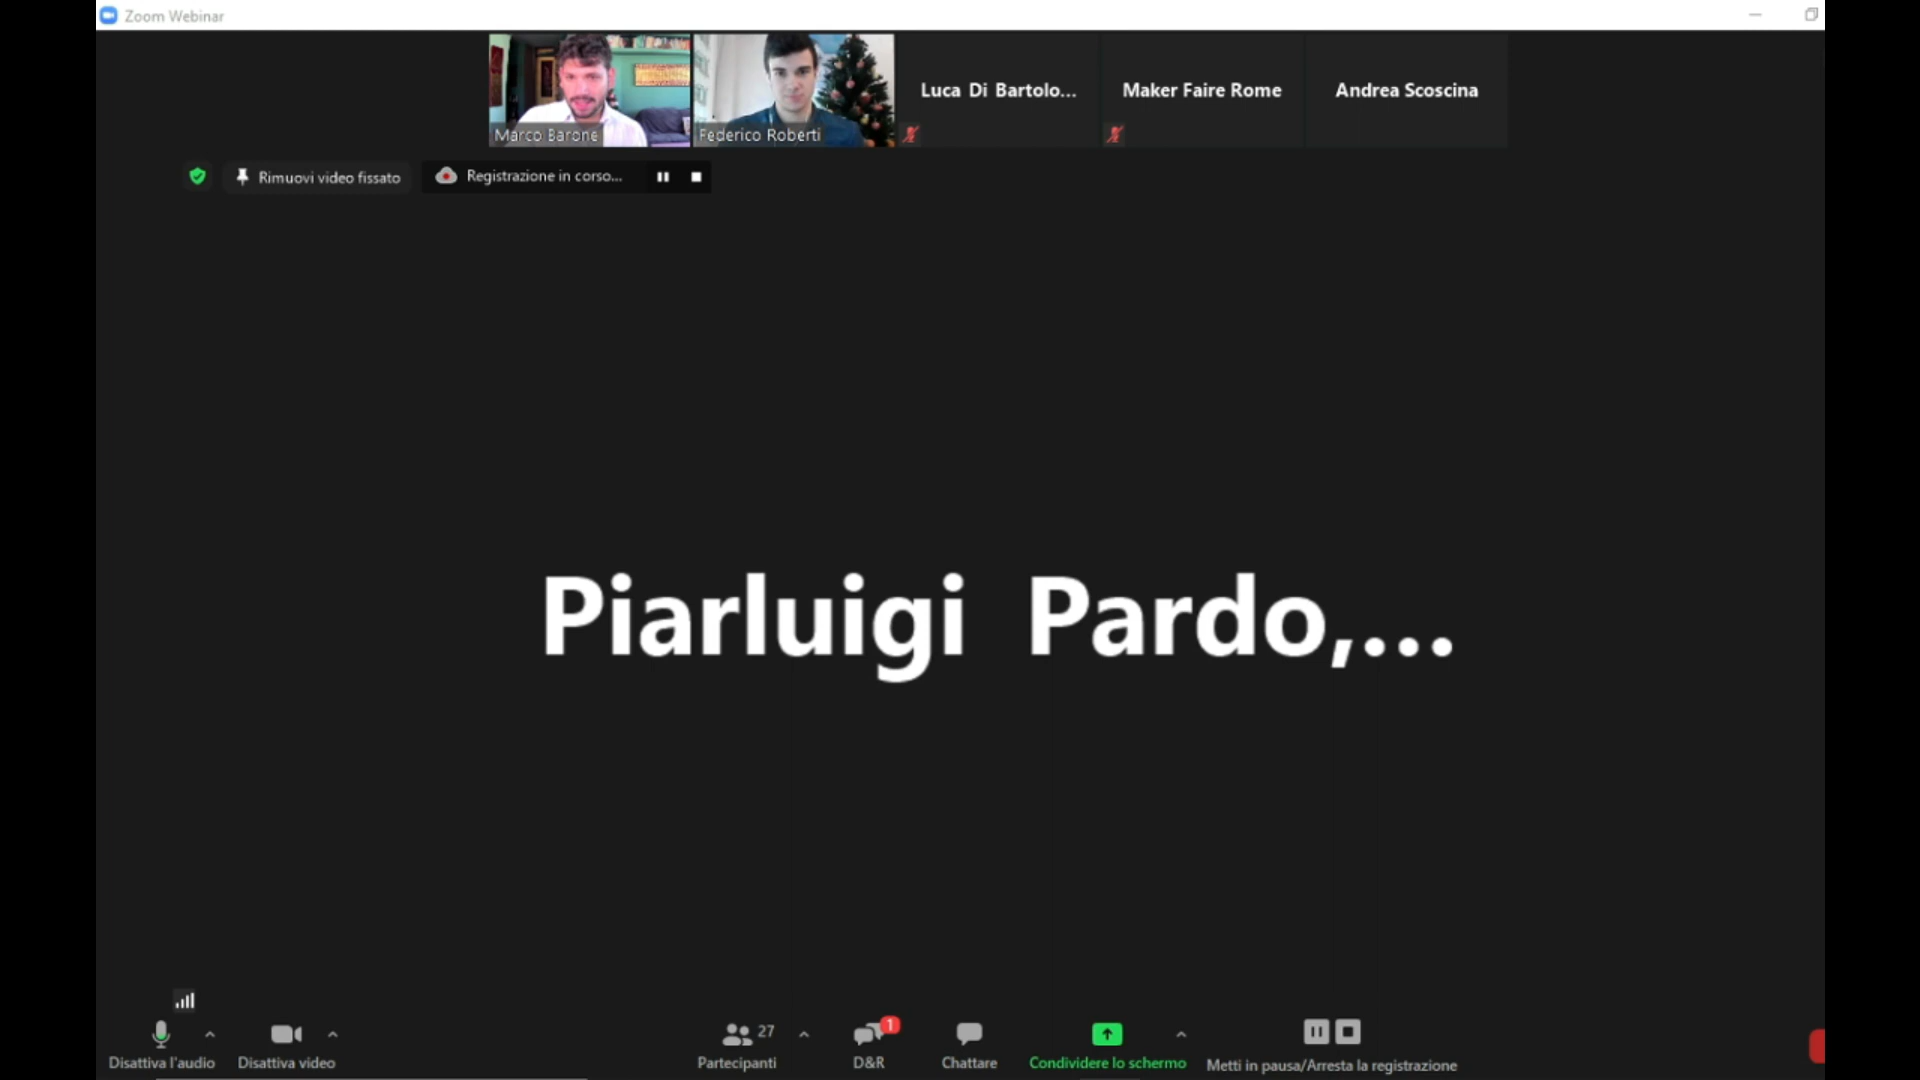 Zoom Webinar
Marco Barone
Federico Roberti
Luca Di Bartolo...
Maker Faire Rome
Andrea Scoscina
Rimuovi video fissato
Registrazione in corso...
Piarluigi Pardo,...
Disattiva l'audio
Disattiva video
27
Partecipanti
1
D&R
Chattare
Condividere lo schermo
Metti in pausa/Arresta la registrazione